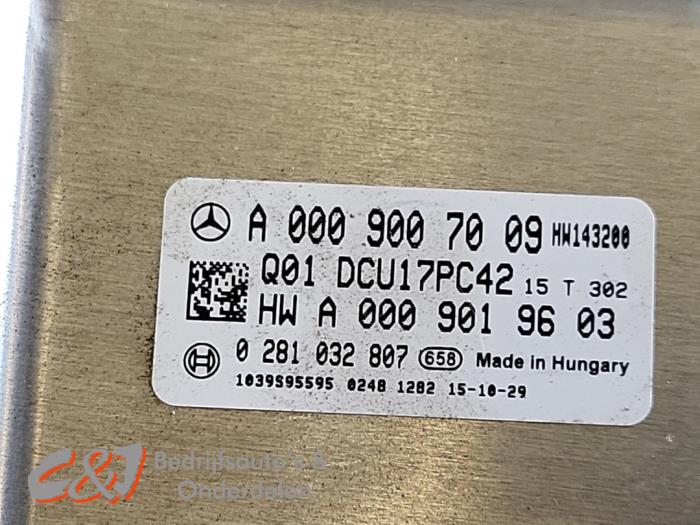 A 000 900 70 09 HW143200
Q01 DCU17PC42 15 T 302
HW A 000 901 96 03
0 281 032 807 658 Made in Hungary
1039S95595 0248 1282 15-10-29
C&J Bedrijfsauto's &
Onderdelen